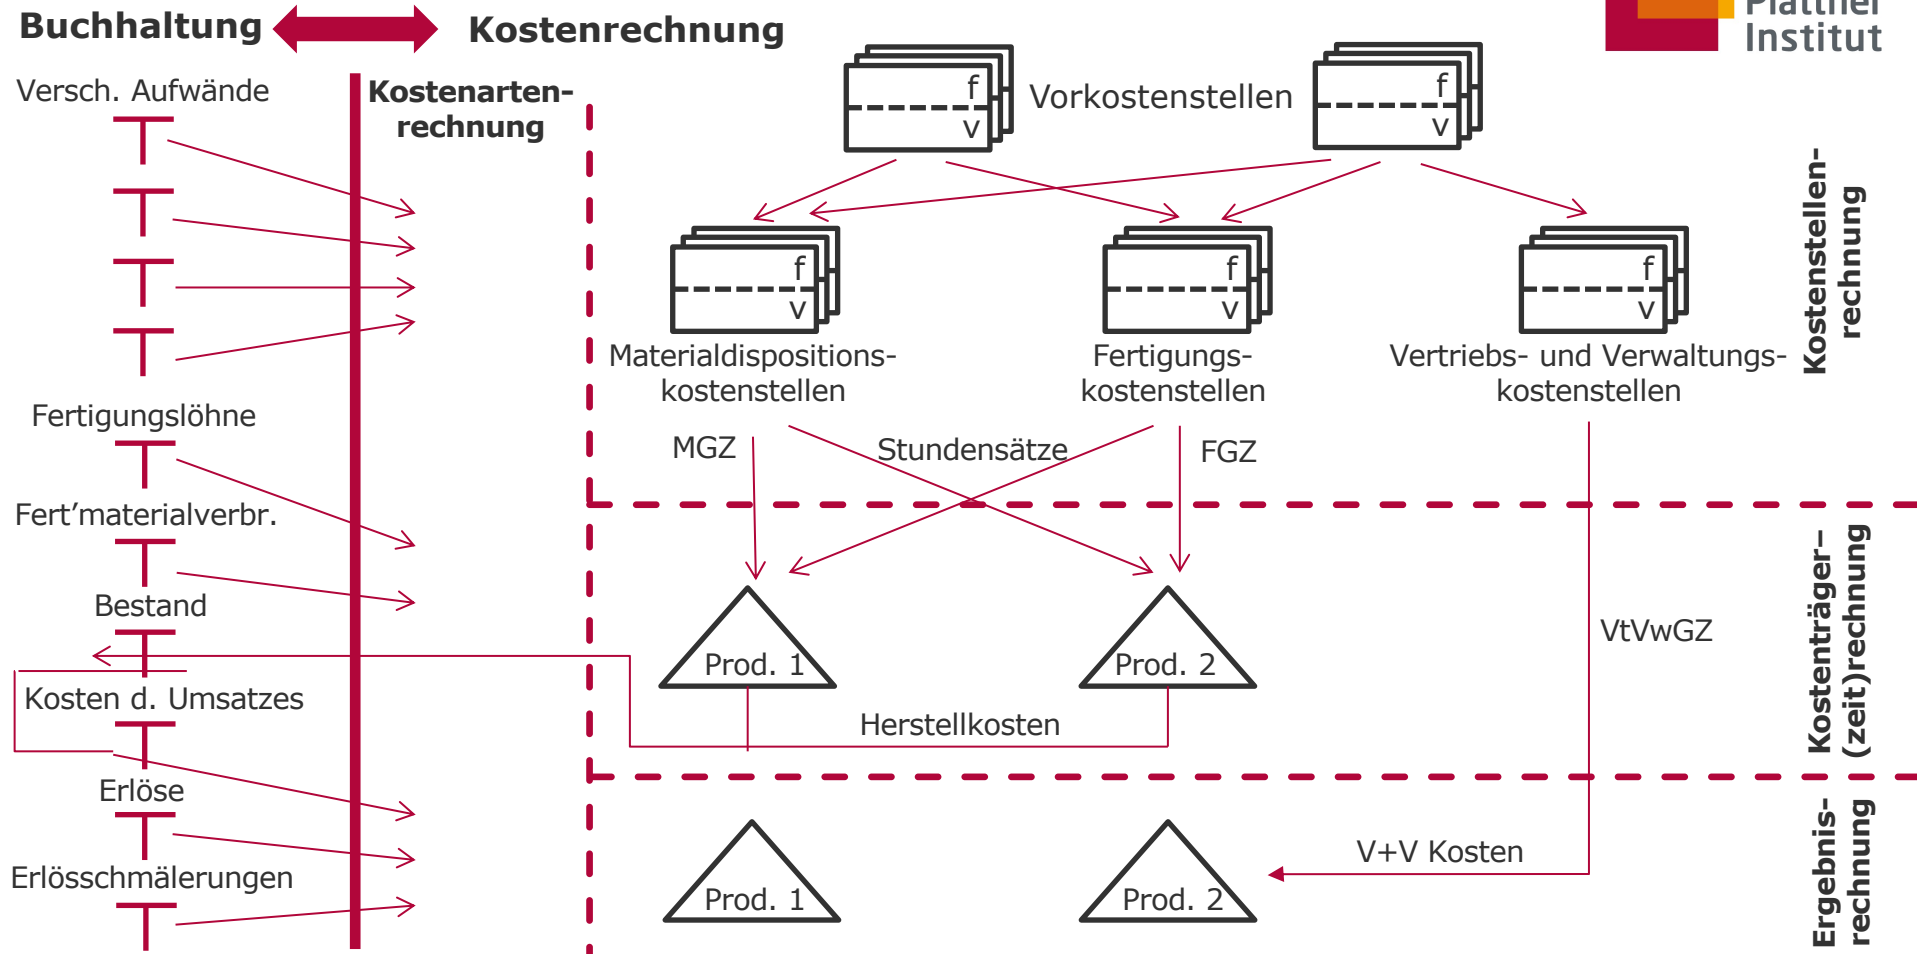 Buchhaltung
Kostenrechnung
Plattner
Institut
Versch. Aufwände
Kostenarten-
rechnung
f
v
Vorkostenstellen
f
v
Kostenstellen-
rechnung
f
v
f
v
f
v
Materialdispositions-
kostenstellen
Fertigungs-
kostenstellen
Vertriebs- und Verwaltungs-
kostenstellen
Fertigungslöhne
MGZ
Stundensätze
FGZ
Fert’materialverbr.
Bestand
Kostenträger–
(zeit)rechnung
VtVwGZ
Prod. 1
Prod. 2
Kosten d. Umsatzes
Herstellkosten
Erlöse
Ergebnis-
rechnung
V+V Kosten
Erlösschmälerungen
Prod. 1
Prod. 2